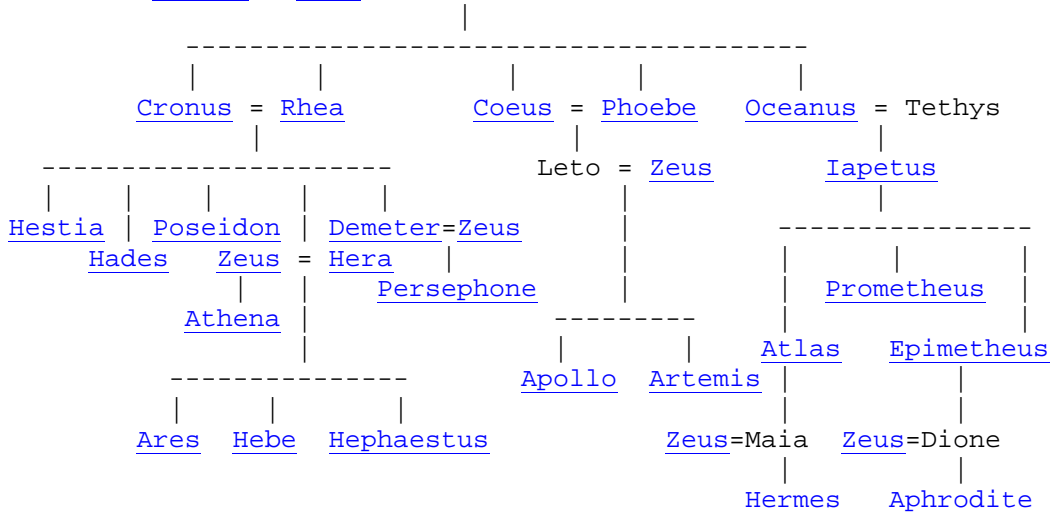 Cronus = Rhea Coeus = Phoebe Oceanus = Tethys
Leto = Zeus Iapetus
Hestia Poseidon Demeter=Zeus
Hades Zeus = Hera
Persephone Prometheus
Athena
Atlas Epimetheus
Apollo Artemis
Ares Hebe Hephaestus Zeus=Maia Zeus=Dione
Hermes Aphrodite